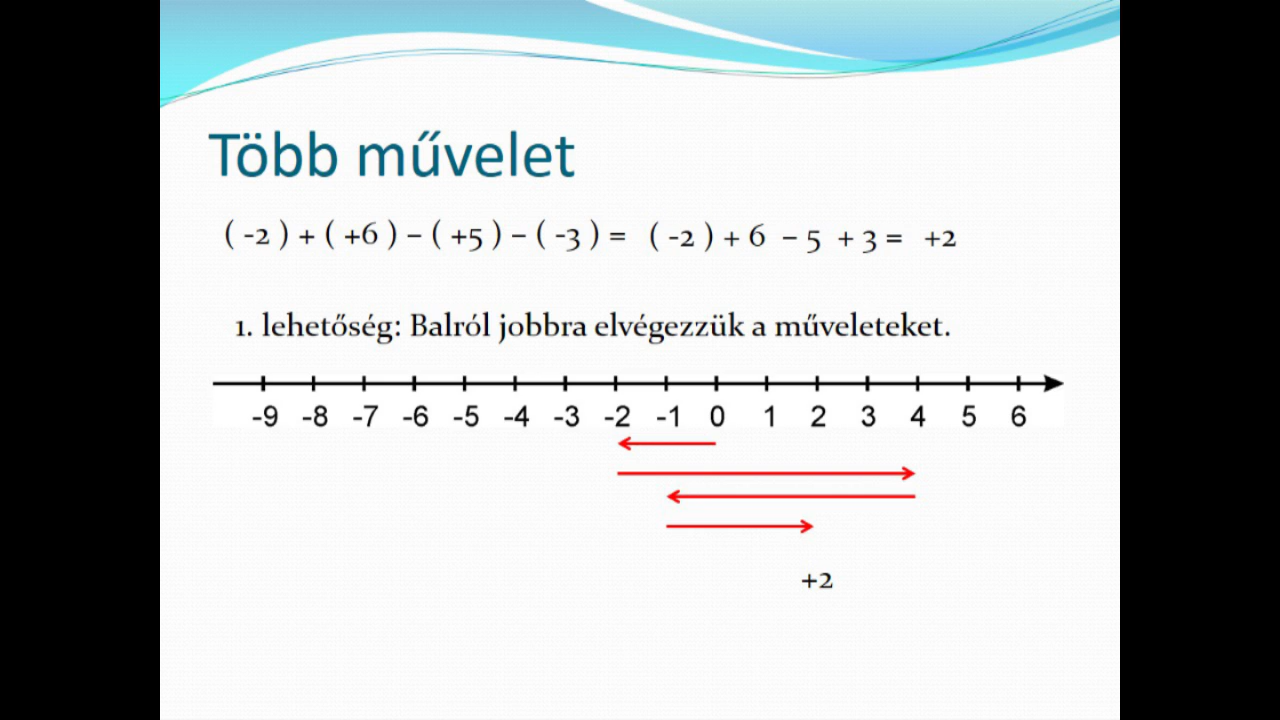 Több művelet
( -2 ) + ( +6 ) – ( +5 ) – ( -3 ) = ( -2 ) + 6 – 5 + 3 = +2
1. lehetőség: Balról jobbra elvégezzük a műveleteket.
-9 -8 -7 -6 -5 -4 -3 -2 -1 0 1 2 3 4 5 6
+2